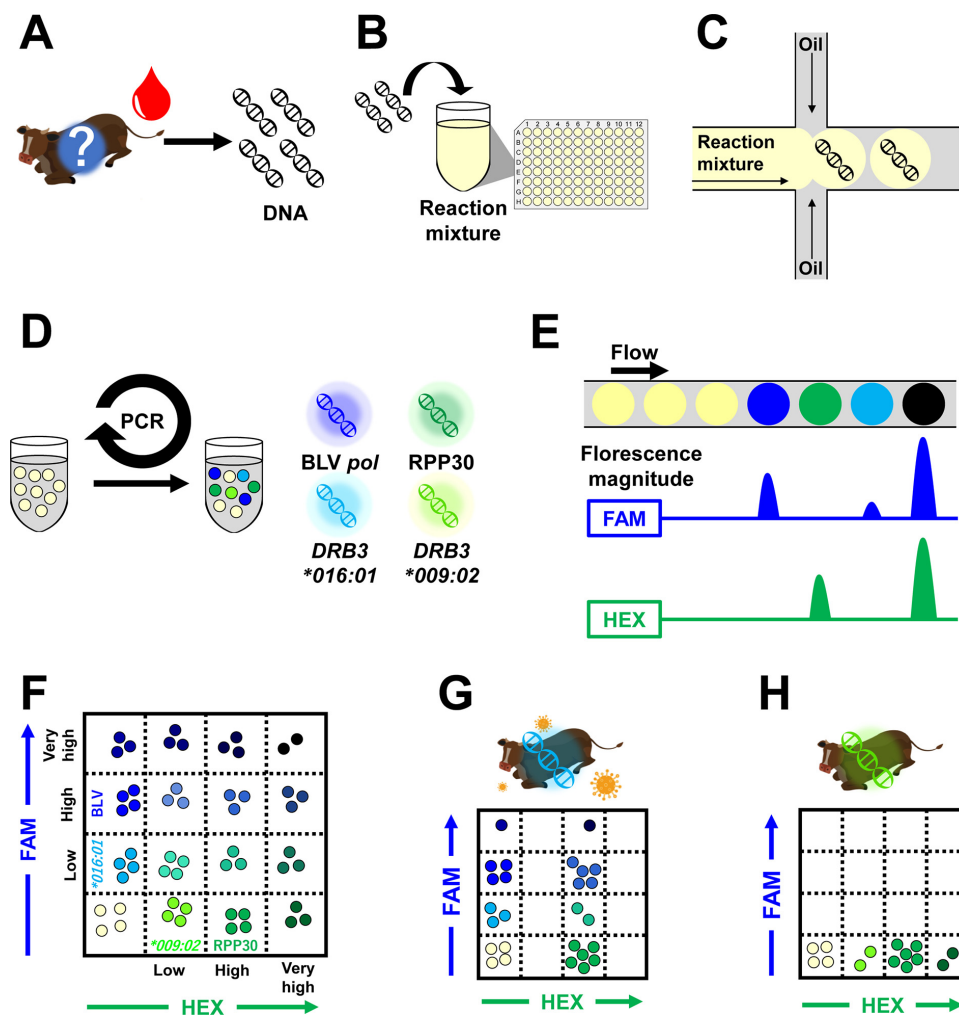 A
?
DNA
B
1 2 3 4 5 6 7 8 9 10 11 12
A
B
C
D
E
F
G
H
Reaction
mixture
C
Oil
Reaction
mixture
Oil
D
PCR
BLV pol
RPP30
DRB3
*016:01
DRB3
*009:02
E
Flow
Florescence
magnitude
FAM
HEX
F
FAM
Very
high
High
Low
BLV
*016:01
*009:02
RPP30
Low
High
Very
high
HEX
G
FAM
HEX
H
FAM
HEX